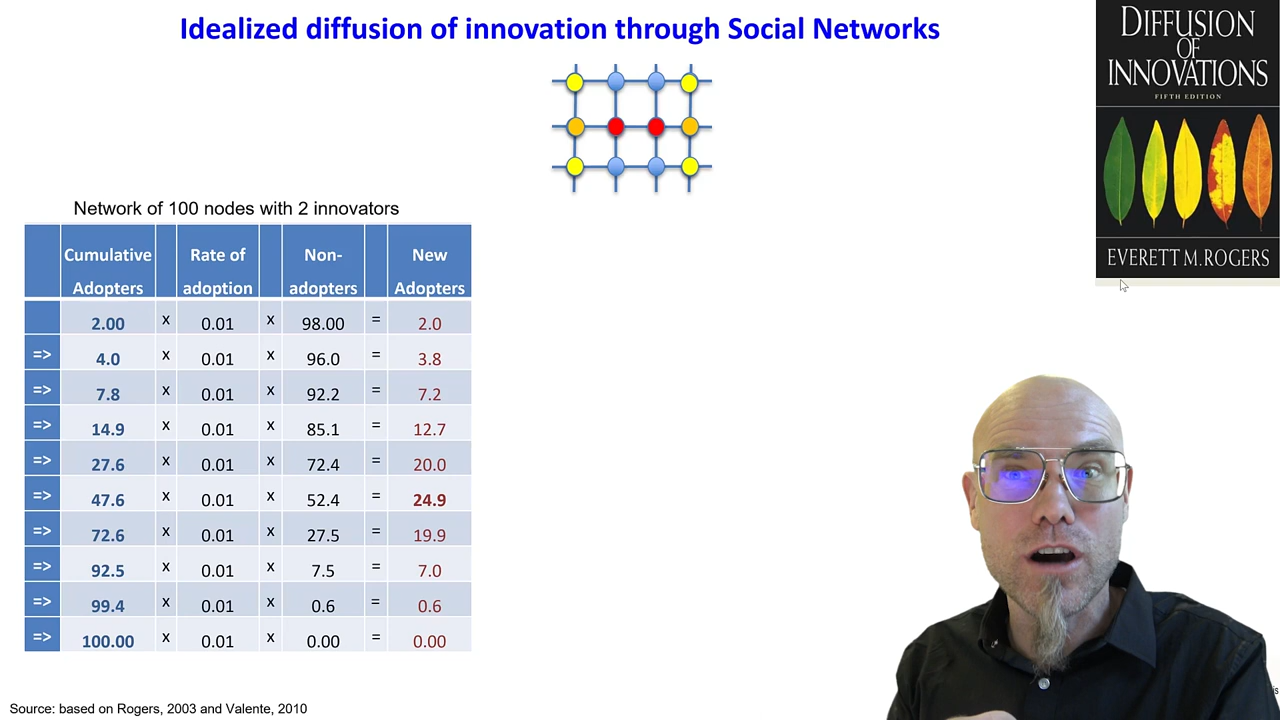 Idealized diffusion of innovation through Social Networks
DIFFUSION
OF
INNOVATIONS
FIFTH EDITION
EVERETT M. ROGERS
Network of 100 nodes with 2 innovators
Cumulative Adopters Rate of adoption Non-adopters New Adopters
2.00 x 0.01 x 98.00 = 2.0
=> 4.0 x 0.01 x 96.0 = 3.8
=> 7.8 x 0.01 x 92.2 = 7.2
=> 14.9 x 0.01 x 85.1 = 12.7
=> 27.6 x 0.01 x 72.4 = 20.0
=> 47.6 x 0.01 x 52.4 = 24.9
=> 72.6 x 0.01 x 27.5 = 19.9
=> 92.5 x 0.01 x 7.5 = 7.0
=> 99.4 x 0.01 x 0.6 = 0.6
=> 100.00 x 0.01 x 0.00 = 0.00
Source: based on Rogers, 2003 and Valente, 2010